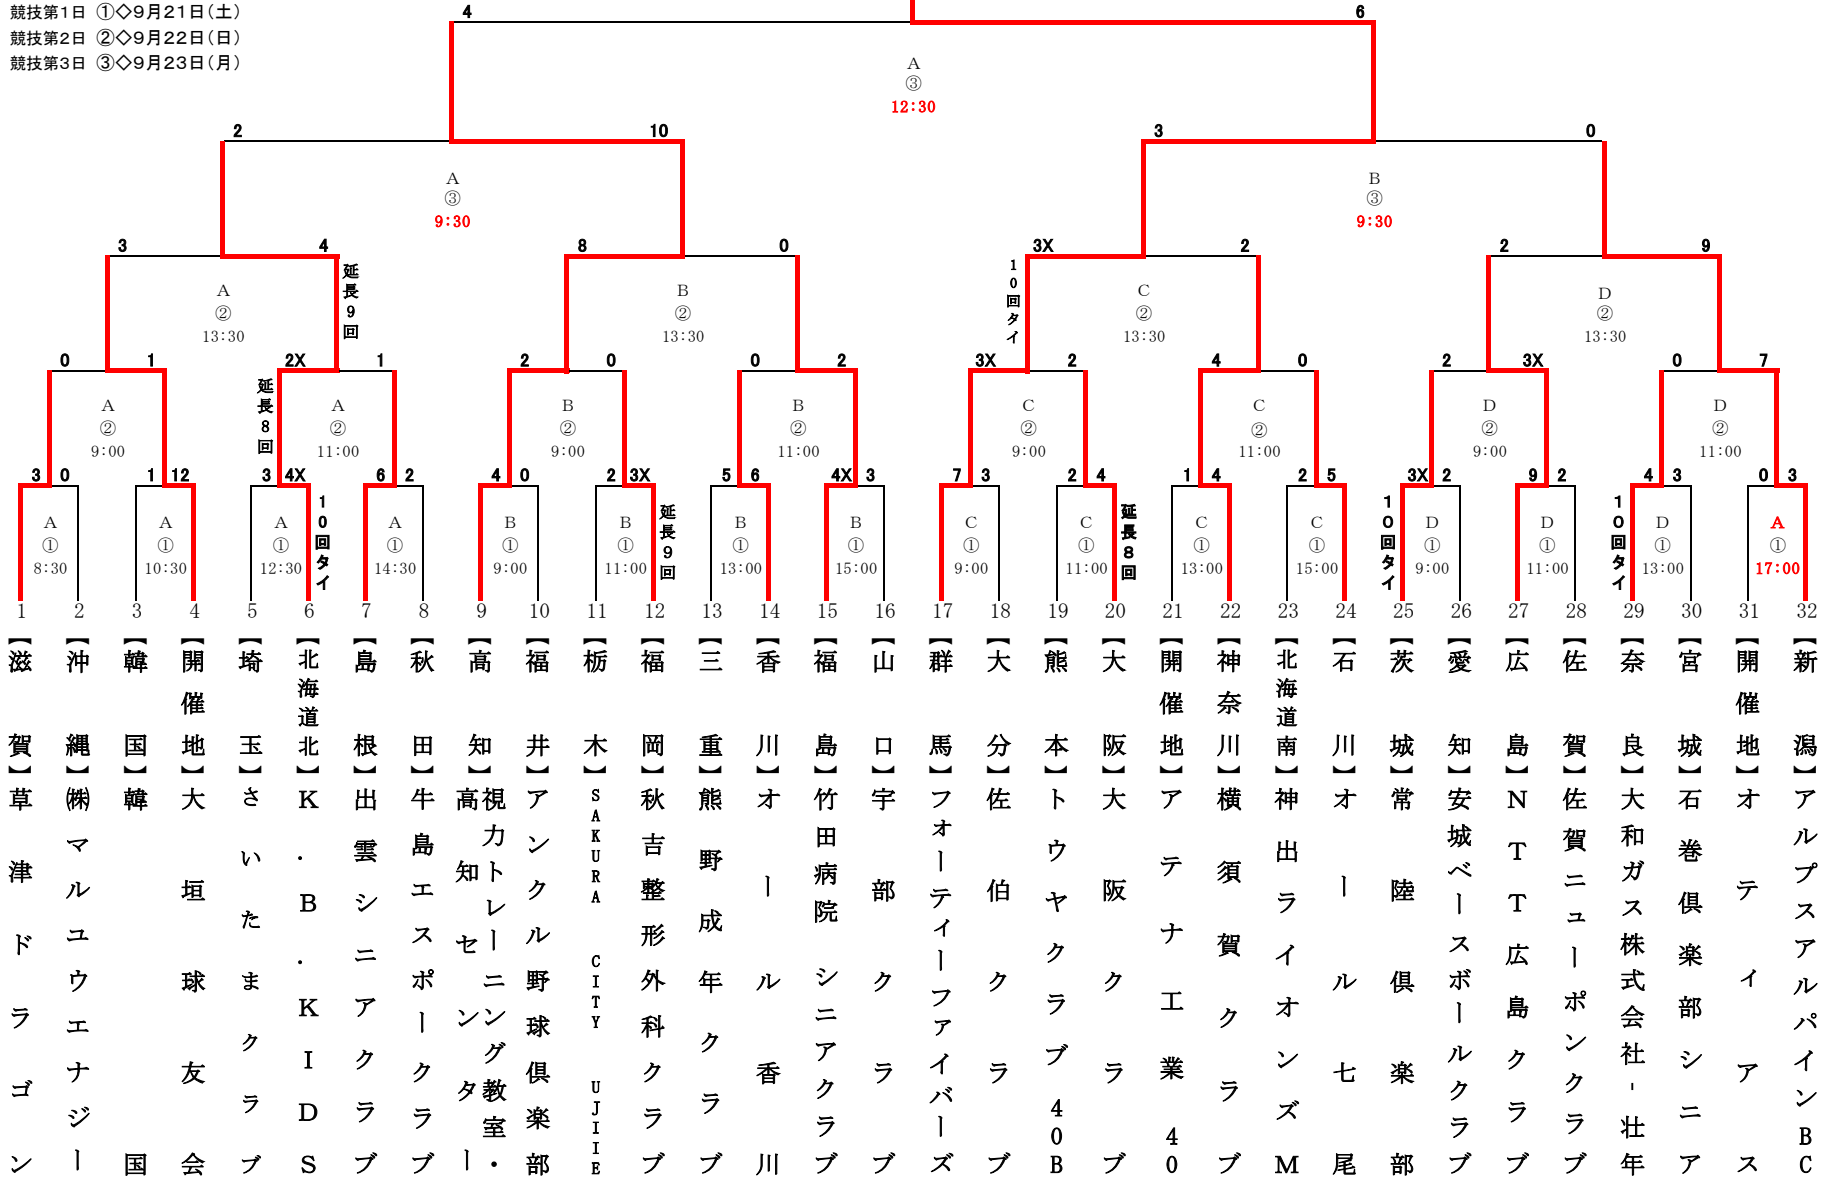 競技第1日 ①◇9月21日(土)
競技第2日 ②◇9月22日(日)
競技第3日 ③◇9月23日(月)
4 6
A
③
12:30
2 10 3 0
A B
③ ③
9:30 9:30
3 4 8 0 3X 2 2 9
延長9回 10回タイ
A B C D
② ② ② ②
13:30 13:30 13:30 13:30
0 1 2X 1 2 0 0 2 3X 2 4 0 2 3X 0 7
延長8回
A A B B C C D D
② ② ② ② ② ② ② ②
9:00 11:00 9:00 11:00 9:00 11:00 9:00 11:00
3 0 1 12 3 4X 6 2 4 0 2 3X 5 6 4X 3 7 3 2 4 1 4 2 5 3X 2 9 2 4 3 0 3
10回タイ 延長9回 延長8回 10回タイ 10回タイ
A A A A B B B B C C C C D D D A
① ① ① ① ① ① ① ① ① ① ① ① ① ① ① ①
8:30 10:30 12:30 14:30 9:00 11:00 13:00 15:00 9:00 11:00 13:00 15:00 9:00 11:00 13:00 17:00
1 2 3 4 5 6 7 8 9 10 11 12 13 14 15 16 17 18 19 20 21 22 23 24 25 26 27 28 29 30 31 32
【滋賀】草津ドラゴン
【沖縄】㈱マルユウエナジー
【韓国】韓国
【開催地】大垣球友会
【埼玉】さいたまクラブ
【北海道北】K.B.KIDS
【島根】出雲シニアクラブ
【秋田】牛島エスポークラブ
【高知】視力トレーニング教室・高知センター
【福井】アンクル野球倶楽部
【栃木】SAKURA CITY UJIIE
【福岡】秋吉整形外科クラブ
【三重】熊野成年クラブ
【香川】オール香川
【福島】竹田病院 シニアクラブ
【山口】宇部クラブ
【群馬】フォーティーファイバーズ
【大分】佐伯クラブ
【熊本】トウヤクラブ 40B
【大阪】大阪クラブ
【開催地】アテナ工業 40
【神奈川】横須賀クラブ
【北海道南】神出ライオンズM
【石川】オール七尾
【茨城】常陸倶楽部
【愛知】安城ベースボールクラブ
【広島】NTT広島クラブ
【佐賀】佐賀ニューポンクラブ
【奈良】大和ガス株式会社-壮年
【宮城】石巻倶楽部シニア
【開催地】オティアス
【新潟】アルプスアルパインBC